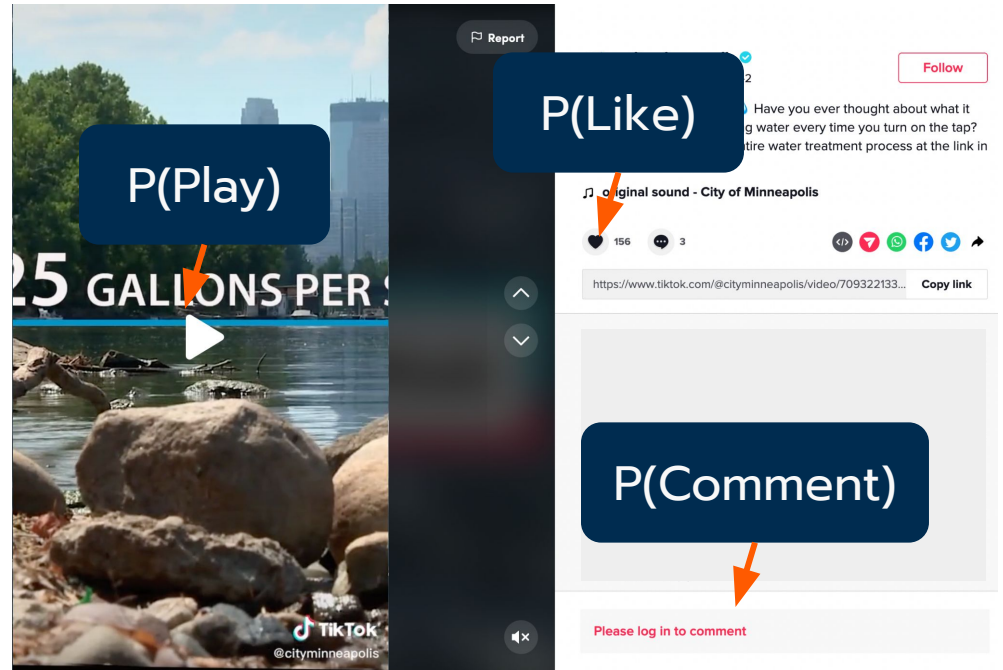 Report
P(Like)
2
Follow
Have you ever thought about what it
g water every time you turn on the tap?
ntire water treatment process at the link in
original sound - City of Minneapolis
P(Play)
156
3
25 GALLONS PER
https://www.tiktok.com/@cityminneapolis/video/709322133...
Copy link
P(Comment)
TikTok
@cityminneapolis
Please log in to comment